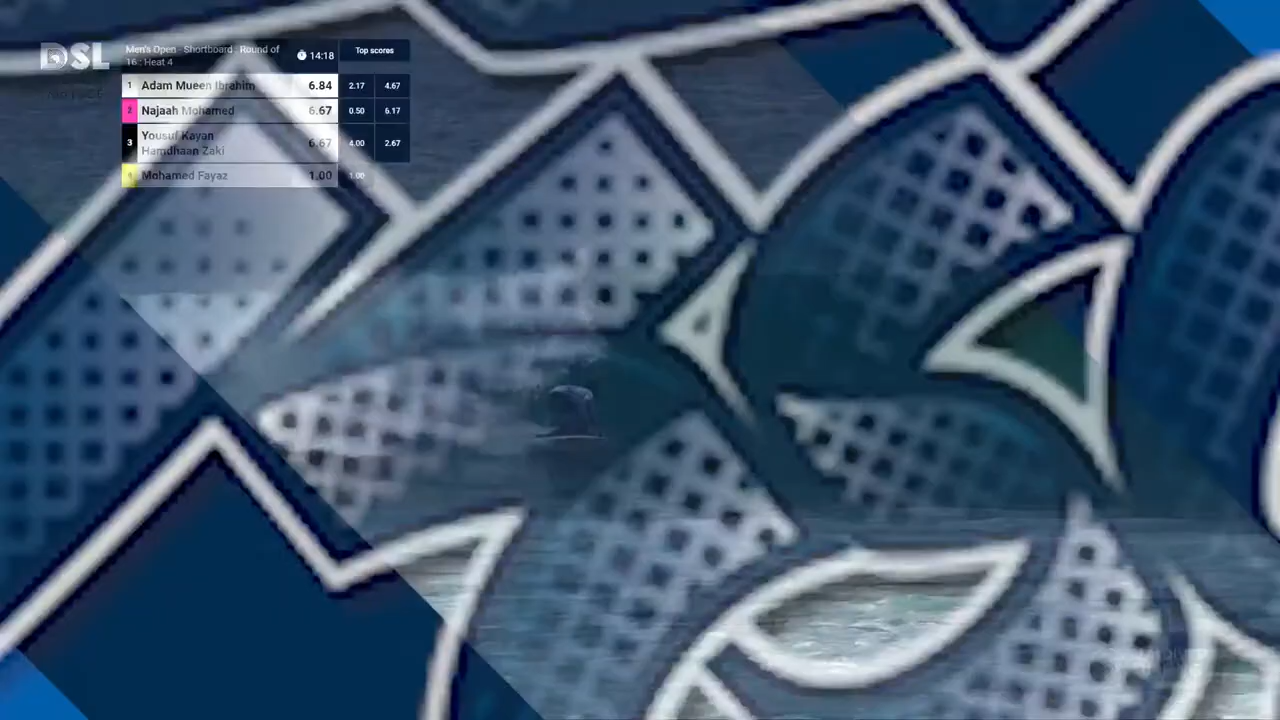 DSL
Men's Open - Shortboard : Round of
16 : Heat 4
14:18
Top scores
1 Adam Mueen Ibrahim 6.84 2.17 4.67
2 Najaah Mohamed 6.67 0.50 6.17
3 Yousuf Kayan
Hamdhaan Zaki 6.67 4.00 2.67
4 Mohamed Fayaz 1.00 1.00